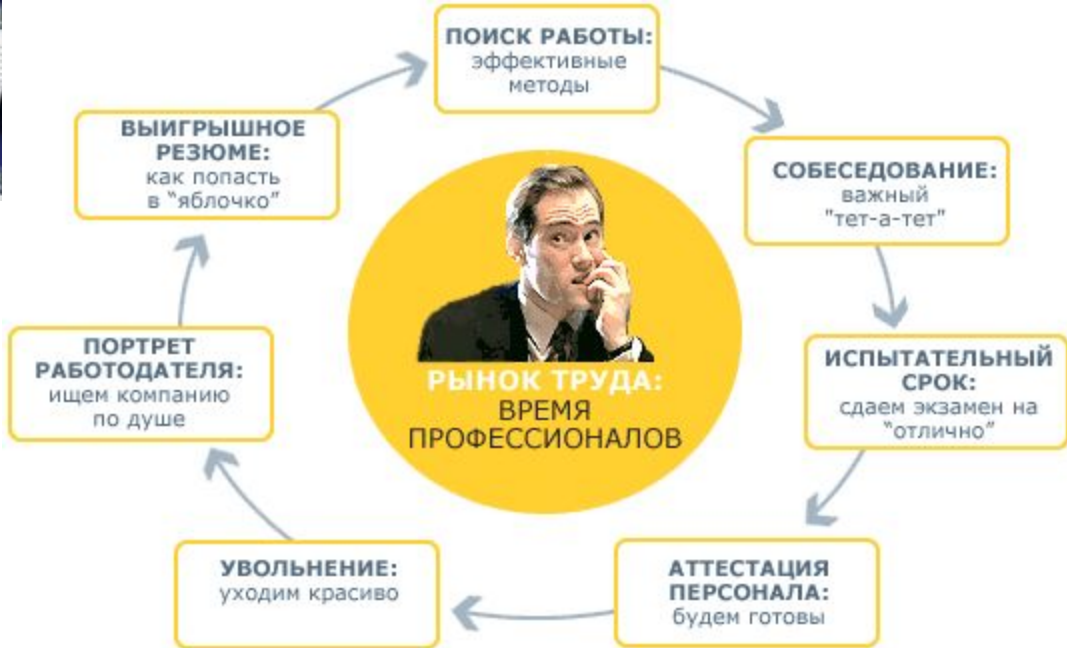 ПОИСК РАБОТЫ:
эффективные
методы
СОБЕСЕДОВАНИЕ:
важный
"тет-а-тет"
ИСПЫТАТЕЛЬНЫЙ
СРОК:
сдаем экзамен на
“отлично”
АТТЕСТАЦИЯ
ПЕРСОНАЛА:
будем готовы
УВОЛЬНЕНИЕ:
уходим красиво
ПОРТРЕТ
РАБОТОДАТЕЛЯ:
ищем компанию
по душе
ВЫИГРЫШНОЕ
РЕЗЮМЕ:
как попасть
в “яблочко”
РЫНОК ТРУДА:
ВРЕМЯ
ПРОФЕССИОНАЛОВ